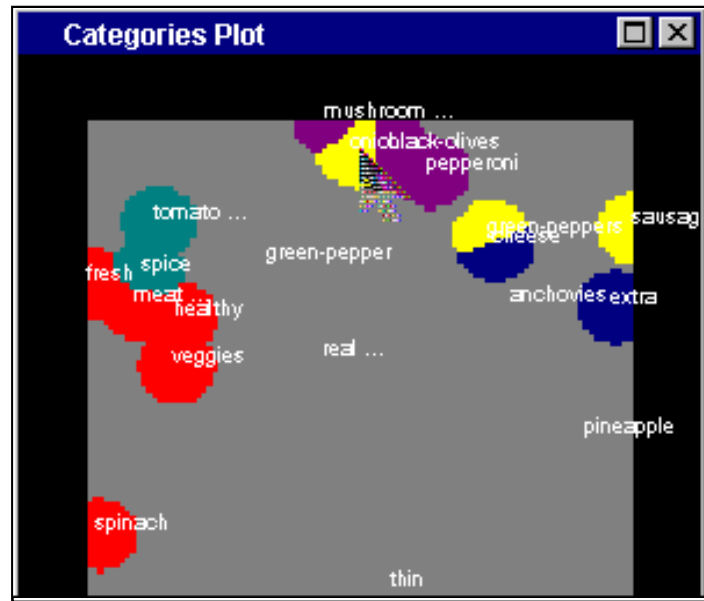 Categories Plot
mushroom ...
onioblack-olives
pepperoni
tomato ...
sausag
green-peppers
cheese
green-pepper
spice
fresh
meat ...
healthy
anchovies
extra
real ...
veggies
pineapple
spinach
thin